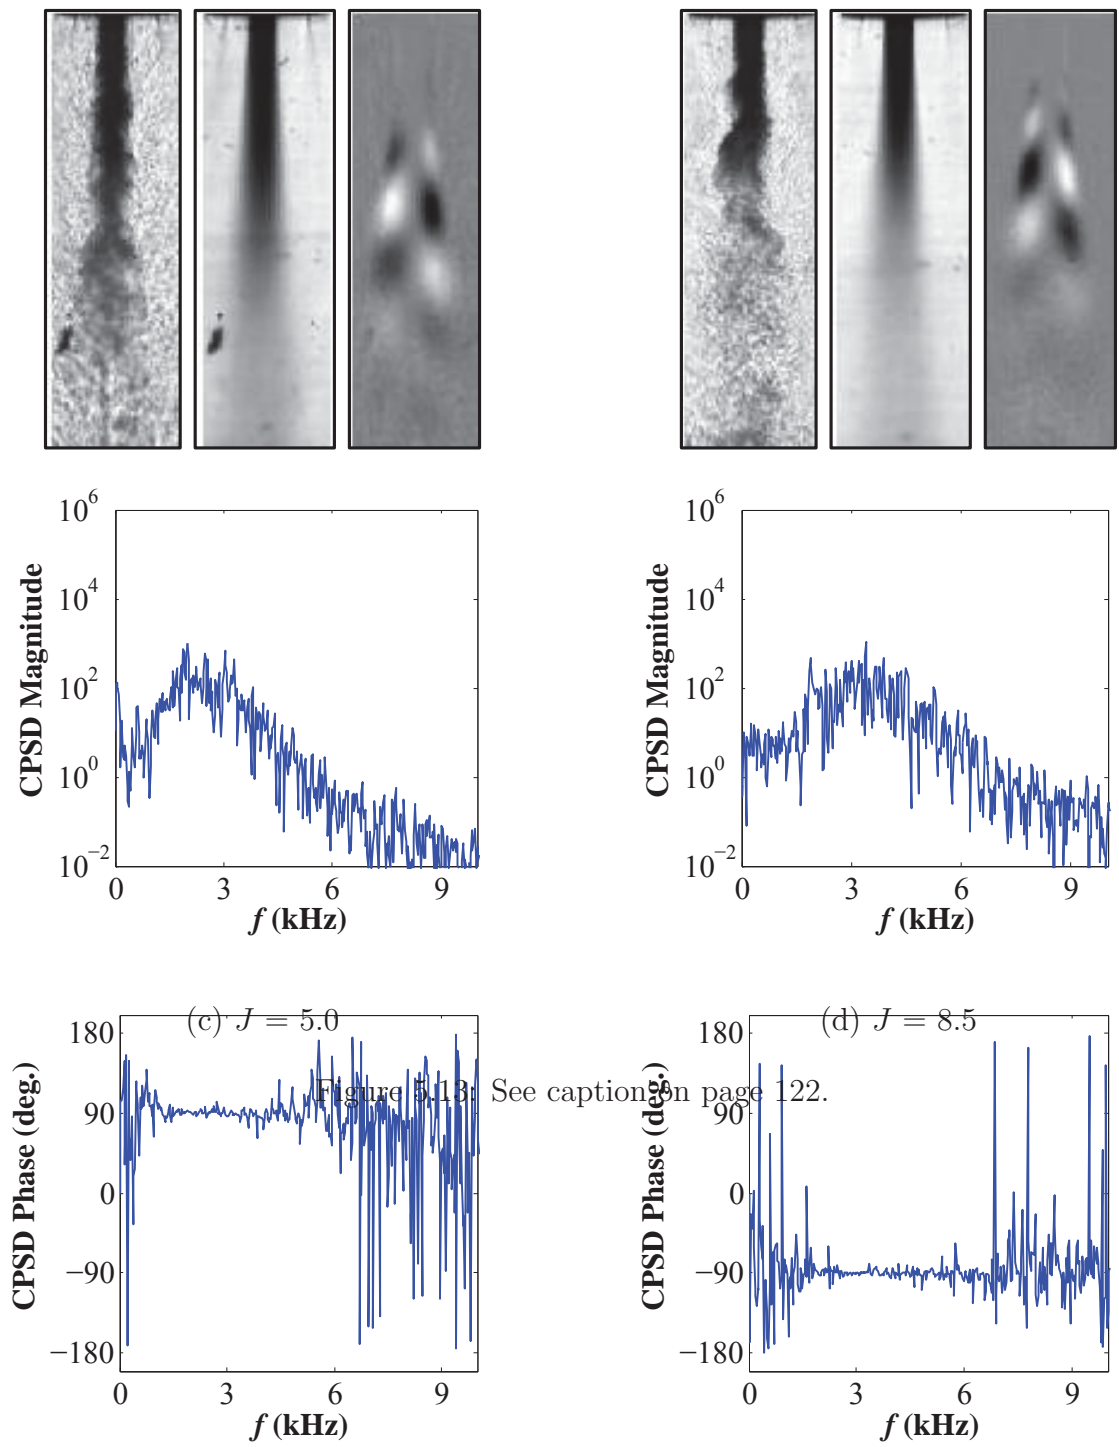 10^6
10^4
10^2
10^0
10^−2
CPSD Magnitude
0 3 6 9
f (kHz)
10^6
10^4
10^2
10^0
10^−2
CPSD Magnitude
0 3 6 9
f (kHz)
(c) J = 5.0
(d) J = 8.5
Figure 5.13: See caption on page 122.
180
90
0
−90
−180
CPSD Phase (deg.)
0 3 6 9
f (kHz)
180
90
0
−90
−180
CPSD Phase (deg.)
0 3 6 9
f (kHz)